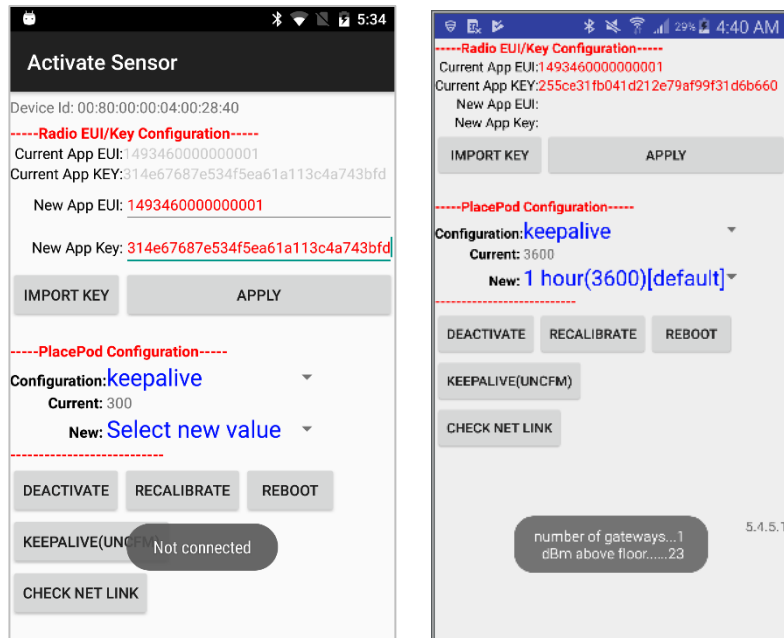 5:34
Activate Sensor
Device Id: 00:80:00:00:04:00:28:40
-----Radio EUI/Key Configuration-----
Current App EUI:1493460000000001
Current App KEY:314e67687e534f5ea61a113c4a743bfd
New App EUI: 1493460000000001
New App Key: 314e67687e534f5ea61a113c4a743bfd
IMPORT KEY APPLY
-----PlacePod Configuration-----
Configuration:keepalive
Current: 300
New: Select new value
---------------------------
DEACTIVATE RECALIBRATE REBOOT
KEEPALIVE(UNCFM)
Not connected
CHECK NET LINK
29% 4:40 AM
-----Radio EUI/Key Configuration-----
Current App EUI:1493460000000001
Current App KEY:255ce31fb041d212e79af99f31d6b660
New App EUI:
New App Key:
IMPORT KEY APPLY
-----PlacePod Configuration-----
Configuration:keepalive
Current: 3600
New: 1 hour(3600)[default]
-------------------------
DEACTIVATE RECALIBRATE REBOOT
KEEPALIVE(UNCFM)
CHECK NET LINK
5.4.5.1
number of gateways...1
dBm above floor......23